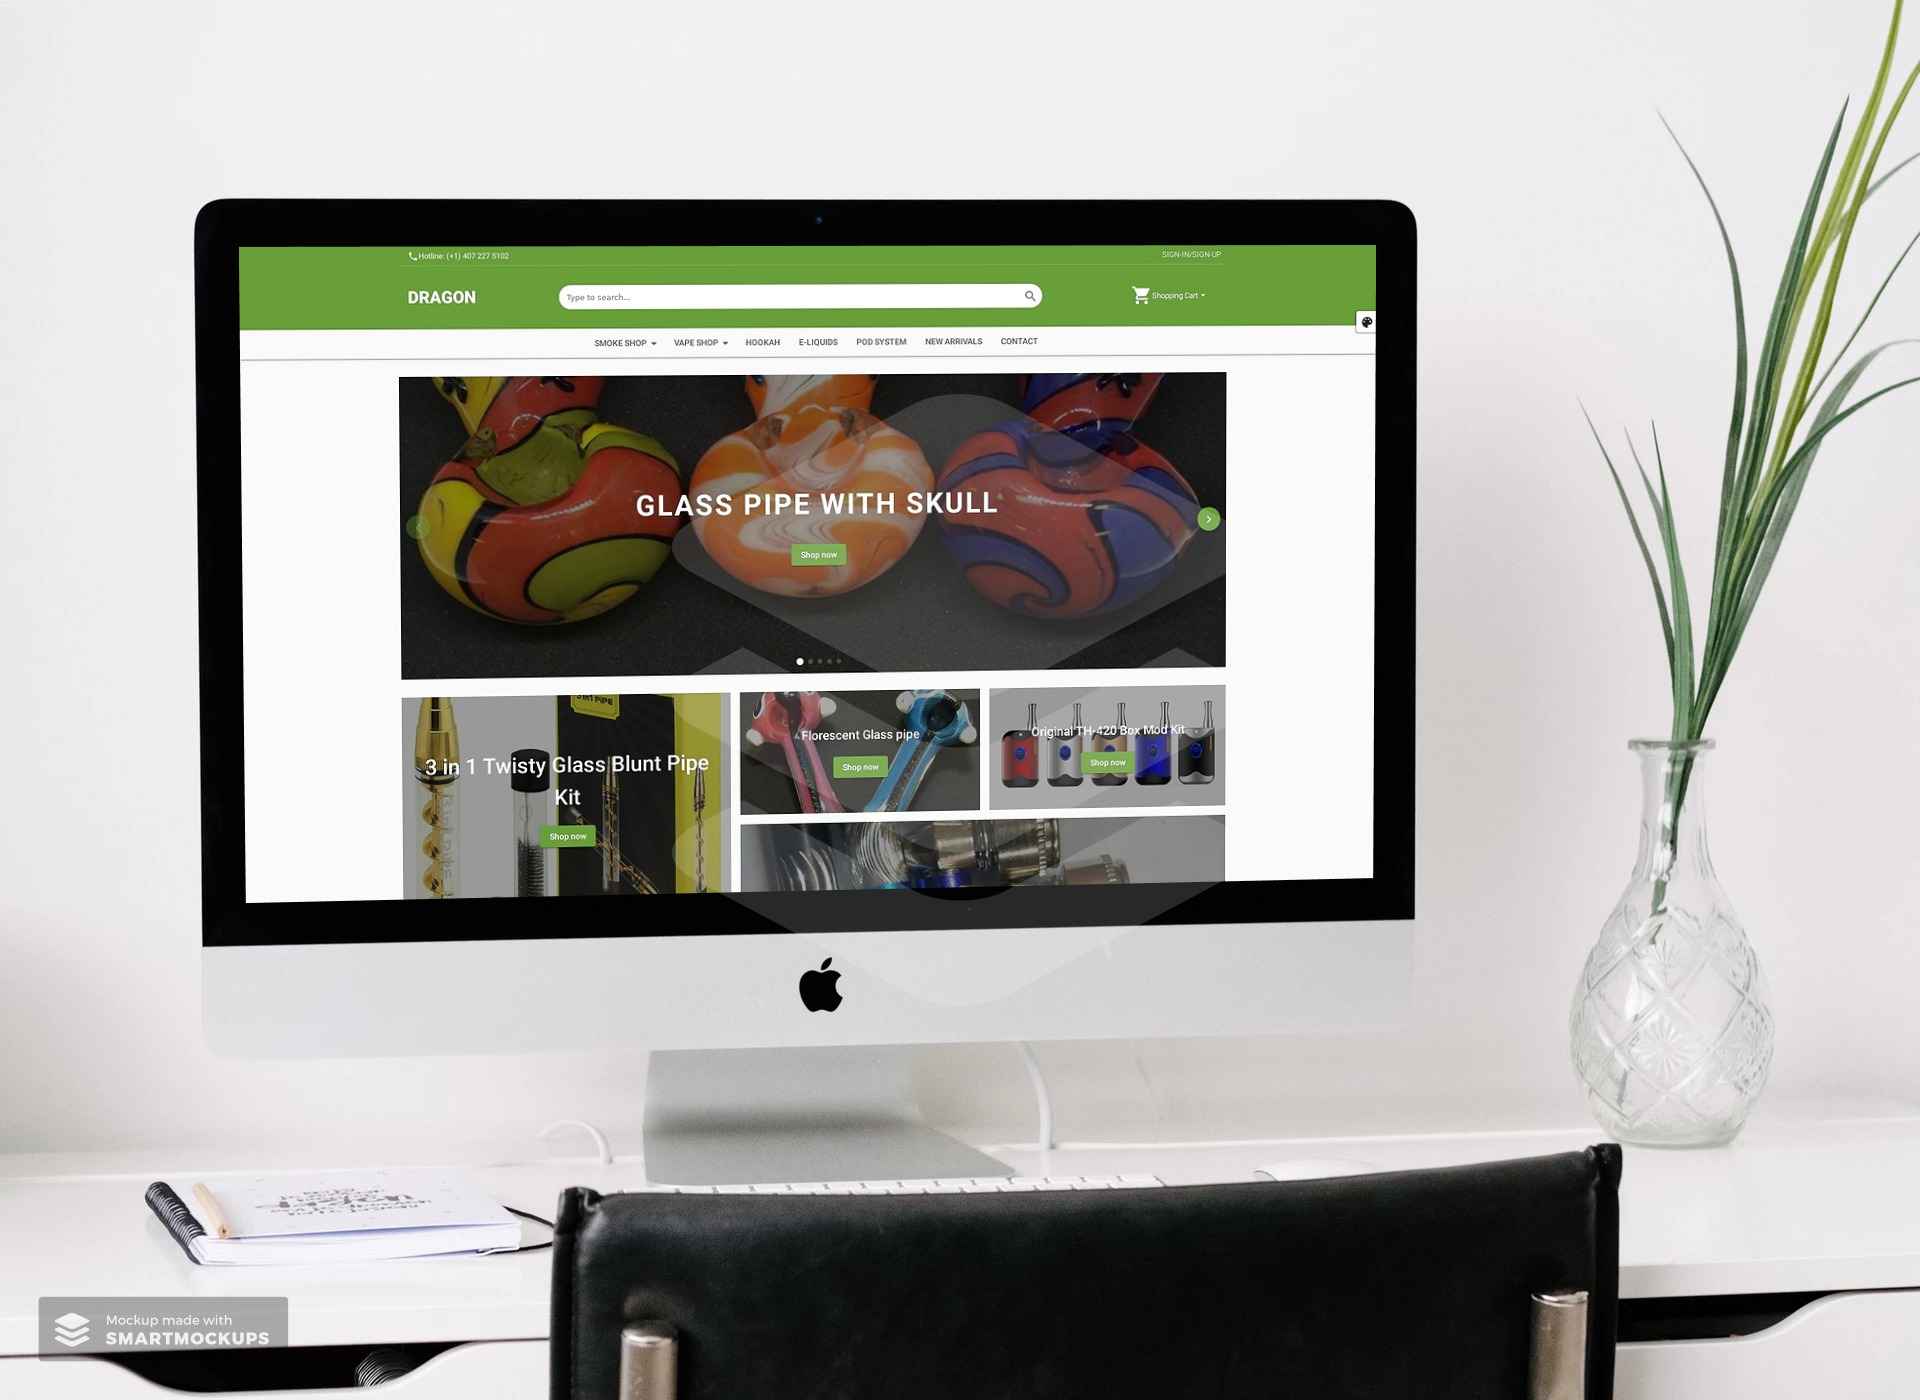 Hotline: (+1) 407 227 5102
SIGN-IN/SIGN-UP
DRAGON
Type to search...
Shopping Cart
SMOKE SHOP
VAPE SHOP
HOOKAH
E-LIQUIDS
POD SYSTEM
NEW ARRIVALS
CONTACT
GLASS PIPE WITH SKULL
Shop now
3 in 1 Twisty Glass Blunt Pipe
Kit
Shop now
Florescent Glass pipe
Shop now
Original TH-420 Box Mod Kit
Shop now
Mockup made with
SMARTMOCKUPS